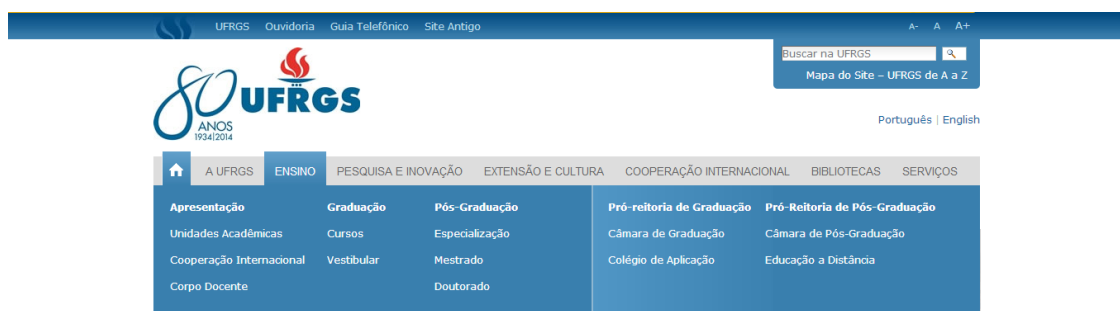 UFRGS Ouvidoria Guia Telefônico Site Antigo A- A A+
Buscar na UFRGS
Mapa do Site – UFRGS de A a Z
80 UFRGS
ANOS
1934|2014
Português | English
A UFRGS ENSINO PESQUISA E INOVAÇÃO EXTENSÃO E CULTURA COOPERAÇÃO INTERNACIONAL BIBLIOTECAS SERVIÇOS
Apresentação Graduação Pós-Graduação Pró-reitoria de Graduação Pró-Reitoria de Pós-Graduação
Unidades Acadêmicas Cursos Especialização Câmara de Graduação Câmara de Pós-Graduação
Cooperação Internacional Vestibular Mestrado Colégio de Aplicação Educação a Distância
Corpo Docente Doutorado